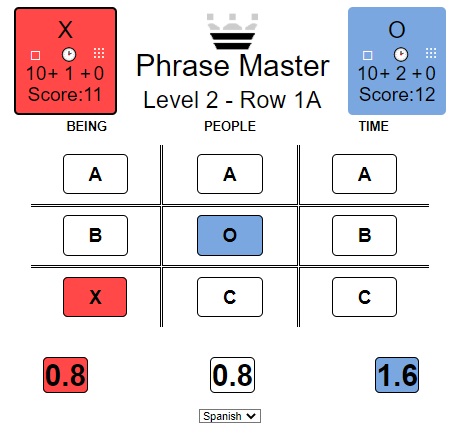 X
10+ 1 +0
Score:11
Phrase Master
Level 2 - Row 1A
O
10+ 2 +0
Score:12
BEING PEOPLE TIME
A A A
B O B
X C C
0.8 0.8 1.6
Spanish